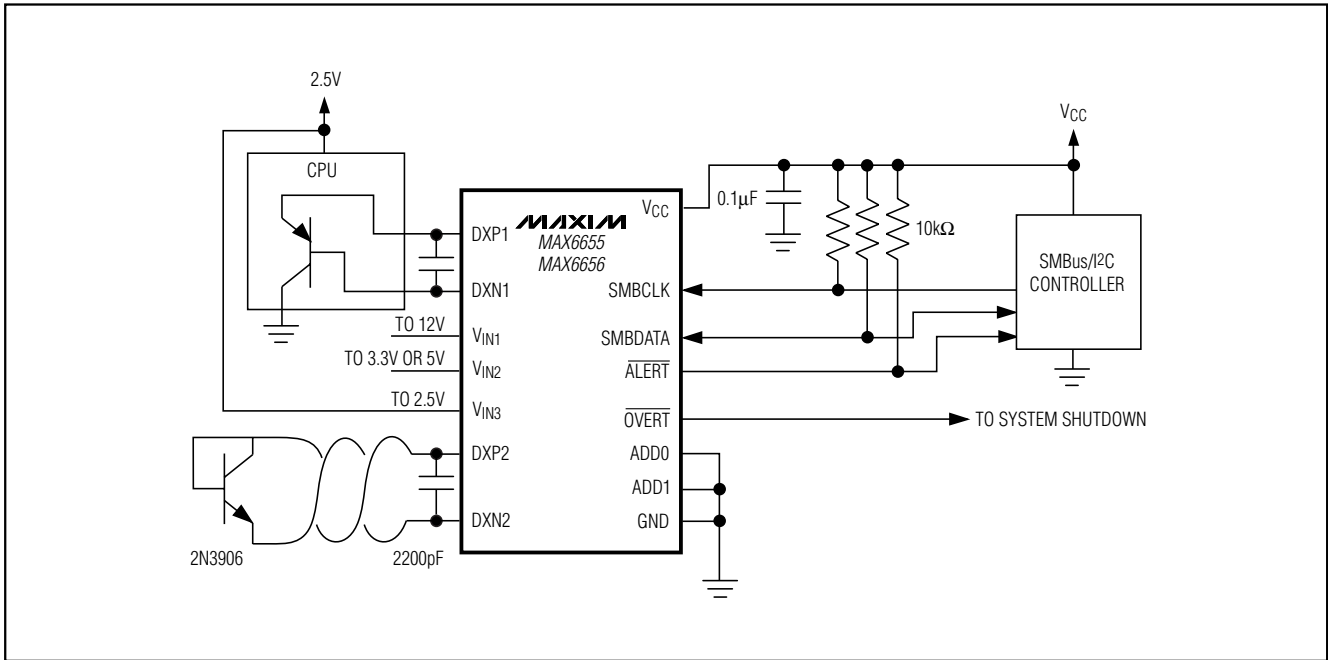 2.5V
CPU
TO 12V
TO 3.3V OR 5V
TO 2.5V
2N3906
2200pF
MAXIM
MAX6655
MAX6656
DXP1
DXN1
VIN1
VIN2
VIN3
DXP2
DXN2
VCC
SMBCLK
SMBDATA
ALERT
OVERT
ADD0
ADD1
GND
0.1µF
10kΩ
VCC
SMBus/I²C
CONTROLLER
TO SYSTEM SHUTDOWN